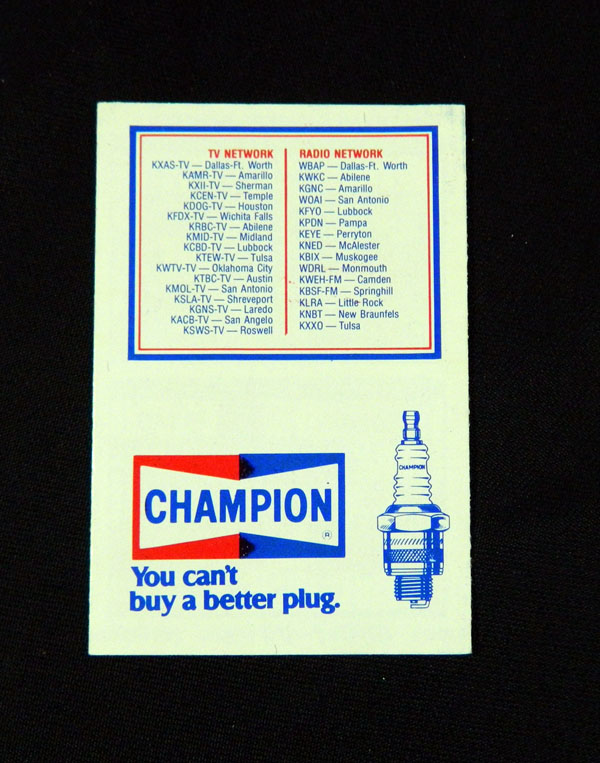 TV NETWORK
KXAS-TV — Dallas-Ft. Worth
KAMR-TV — Amarillo
KXII-TV — Sherman
KCEN-TV — Temple
KDOG-TV — Houston
KFDX-TV — Wichita Falls
KRBC-TV — Abilene
KMID-TV — Midland
KCBD-TV — Lubbock
KTEW-TV — Tulsa
KWTV-TV — Oklahoma City
KTBC-TV — Austin
KMOL-TV — San Antonio
KSLA-TV — Shreveport
KGNS-TV — Laredo
KACB-TV — San Angelo
KSWS-TV — Roswell
RADIO NETWORK
WBAP — Dallas-Ft. Worth
KWKC — Abilene
KGNC — Amarillo
WOAI — San Antonio
KFYO — Lubbock
KPDN — Pampa
KEYE — Perryton
KNED — McAlester
KBIX — Muskogee
WDRL — Monmouth
KWEH-FM — Camden
KBSF-FM — Springhill
KLRA — Little Rock
KNBT — New Braunfels
KXXO — Tulsa
CHAMPION
CHAMPION ®
You can't
buy a better plug.